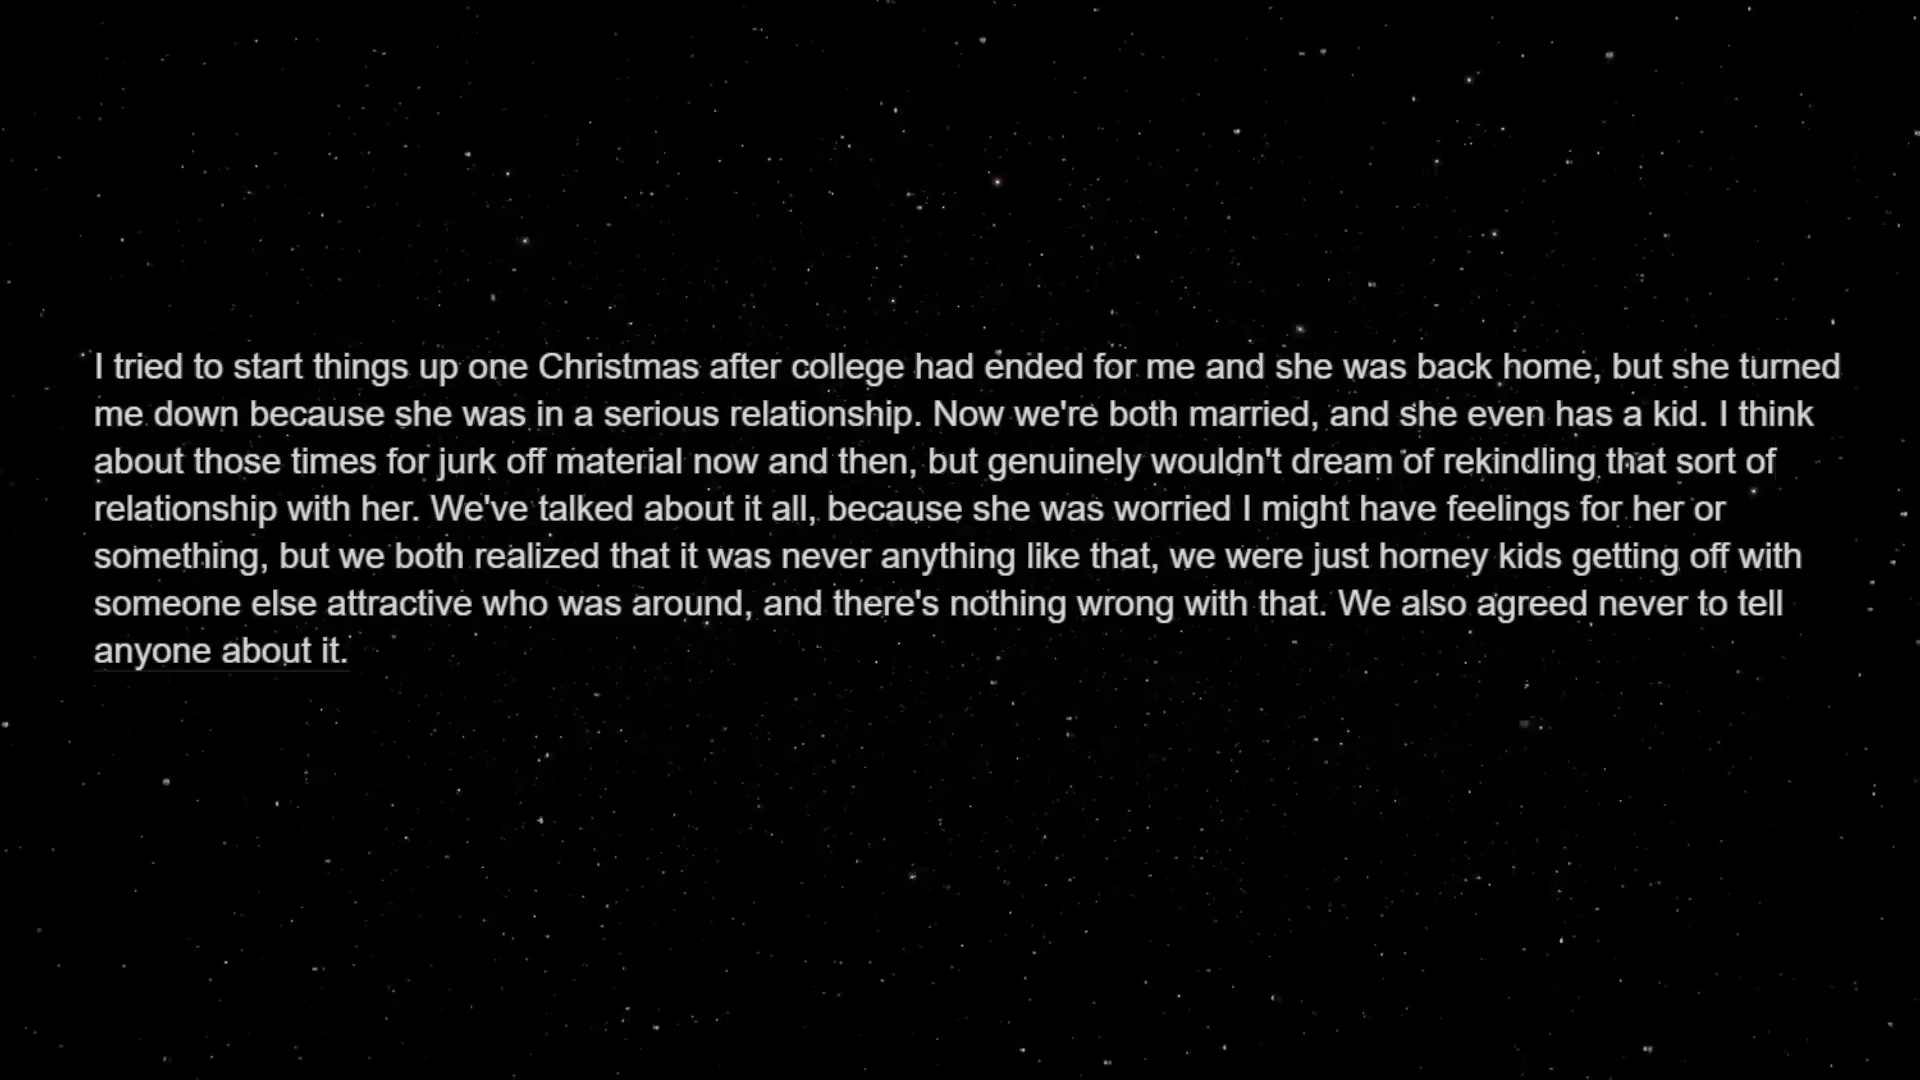 I tried to start things up one Christmas after college had ended for me and she was back home, but she turned
me down because she was in a serious relationship. Now we're both married, and she even has a kid. I think
about those times for jurk off material now and then, but genuinely wouldn't dream of rekindling that sort of
relationship with her. We've talked about it all, because she was worried I might have feelings for her or
something, but we both realized that it was never anything like that, we were just horney kids getting off with
someone else attractive who was around, and there's nothing wrong with that. We also agreed never to tell
anyone about it.